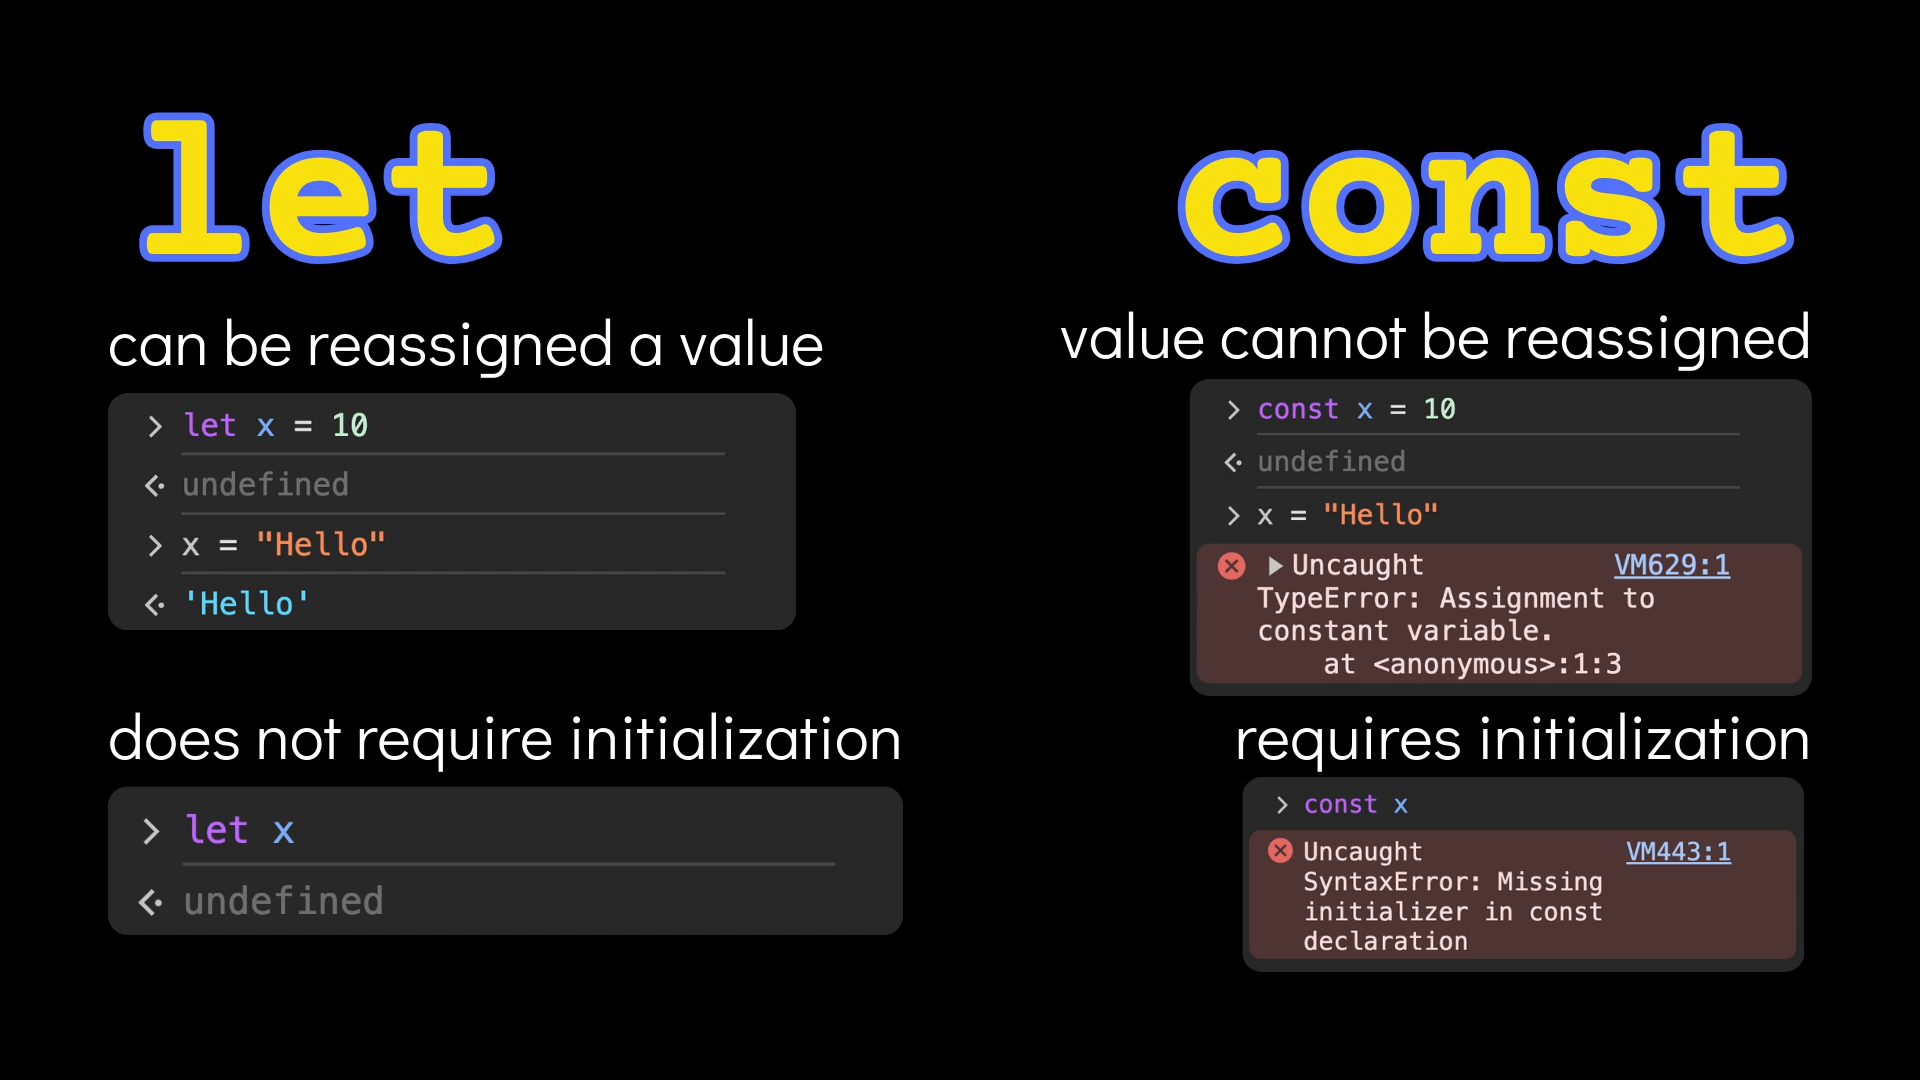 let
can be reassigned a value
> let x = 10
undefined
> x = "Hello"
'Hello'
does not require initialization
> let x
undefined
const
value cannot be reassigned
> const x = 10
undefined
> x = "Hello"
Uncaught VM629:1
TypeError: Assignment to
constant variable.
at <anonymous>:1:3
requires initialization
> const x
Uncaught VM443:1
SyntaxError: Missing
initializer in const
declaration